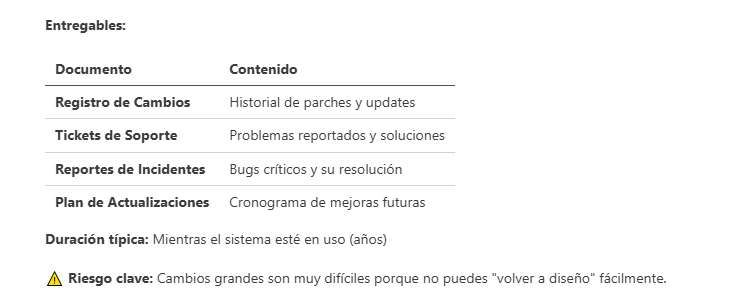 Entregables:
Documento Contenido
Registro de Cambios Historial de parches y updates
Tickets de Soporte Problemas reportados y soluciones
Reportes de Incidentes Bugs críticos y su resolución
Plan de Actualizaciones Cronograma de mejoras futuras
Duración típica: Mientras el sistema esté en uso (años)
⚠ Riesgo clave: Cambios grandes son muy difíciles porque no puedes "volver a diseño" fácilmente.